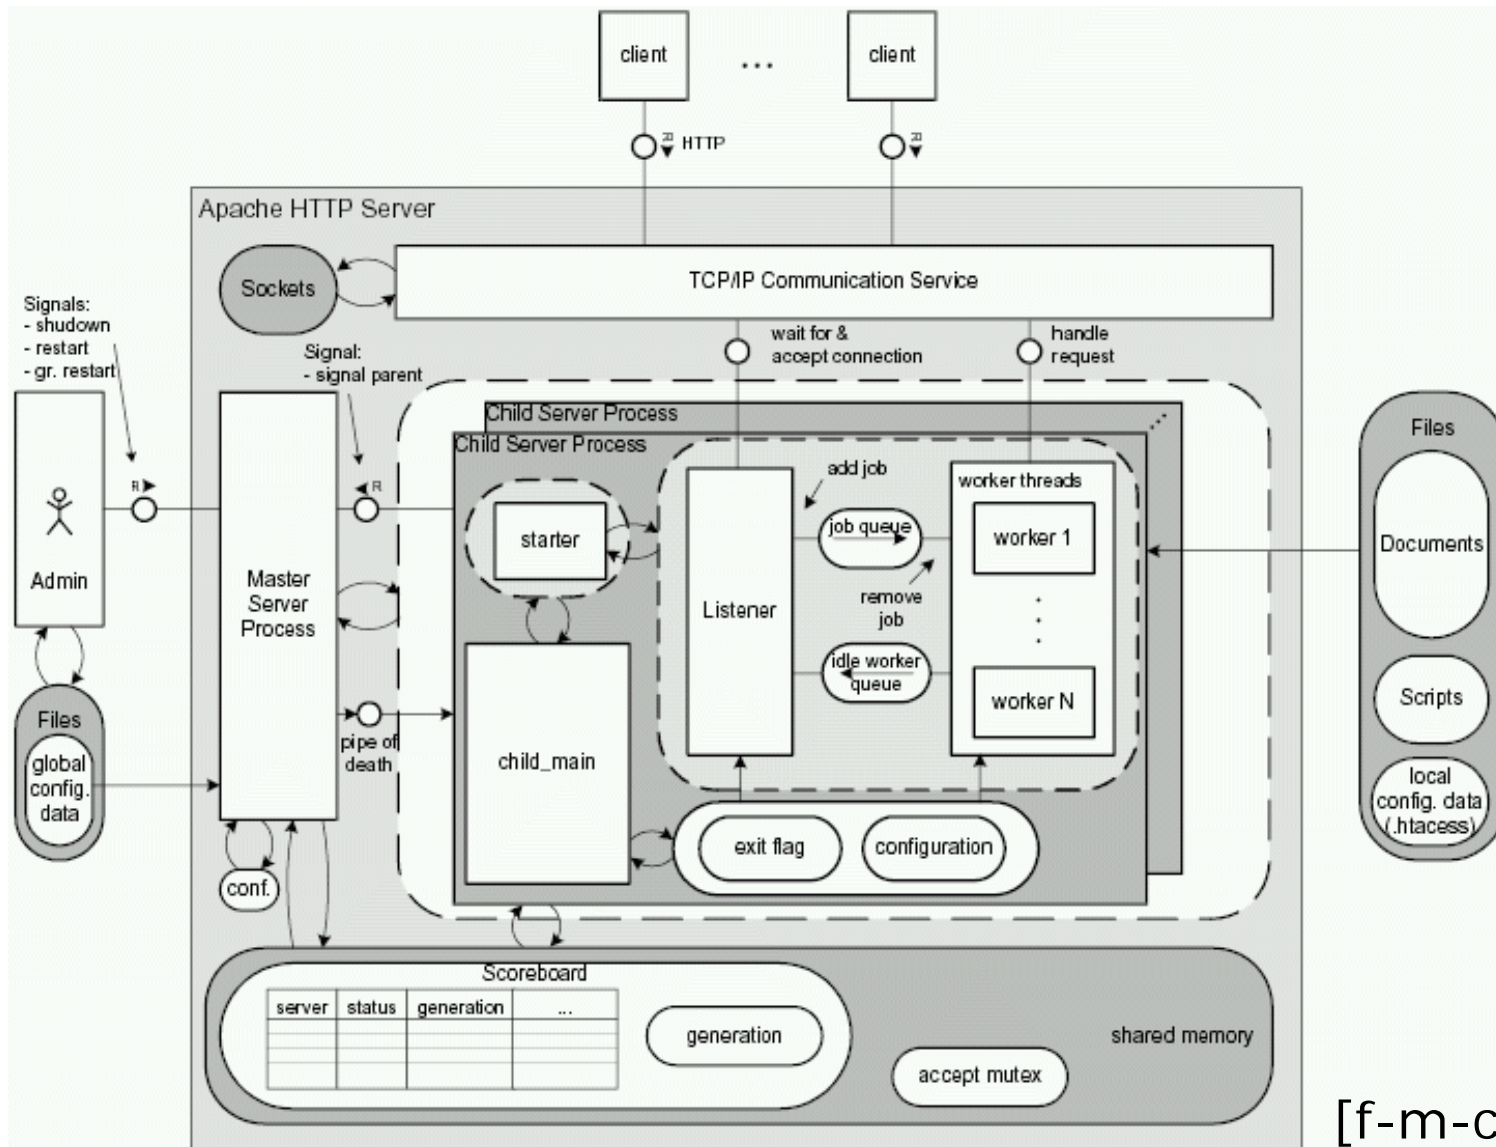 client
...
client
R
HTTP
R
Apache HTTP Server
Sockets
TCP/IP Communication Service
Signals:
- shudown
- restart
- gr. restart
Signal:
- signal parent
wait for &
accept connection
handle
request
Child Server Process
Child Server Process
...
R
R
Admin
Master
Server
Process
starter
Listener
add job
job queue
remove
job
idle worker
queue
worker threads
worker 1
worker N
Files
Documents
Scripts
local
config. data
(.htacess)
Files
global
config.
data
pipe of
death
child_main
exit flag
configuration
conf.
Scoreboard
server
status
generation
...
generation
shared memory
accept mutex
[f-m-c